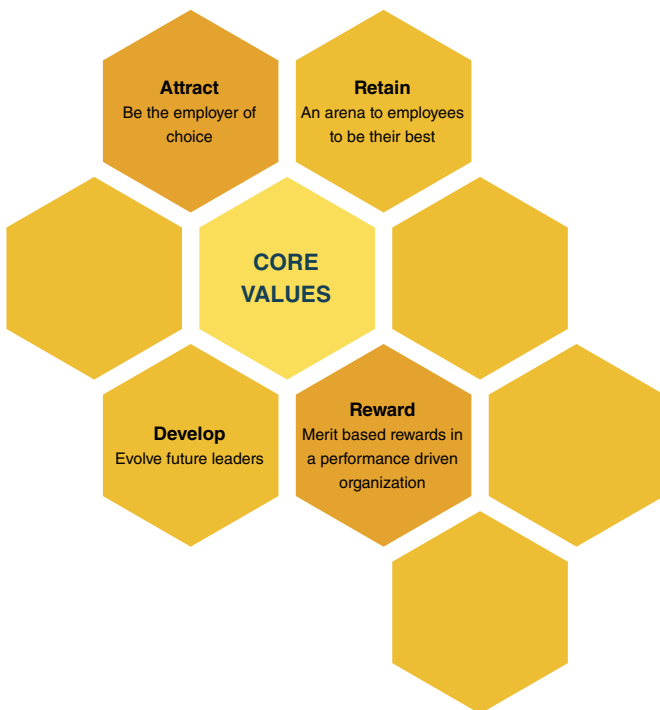 Attract
Be the employer of
choice
Retain
An arena to employees
to be their best
CORE
VALUES
Develop
Evolve future leaders
Reward
Merit based rewards in
a performance driven
organization